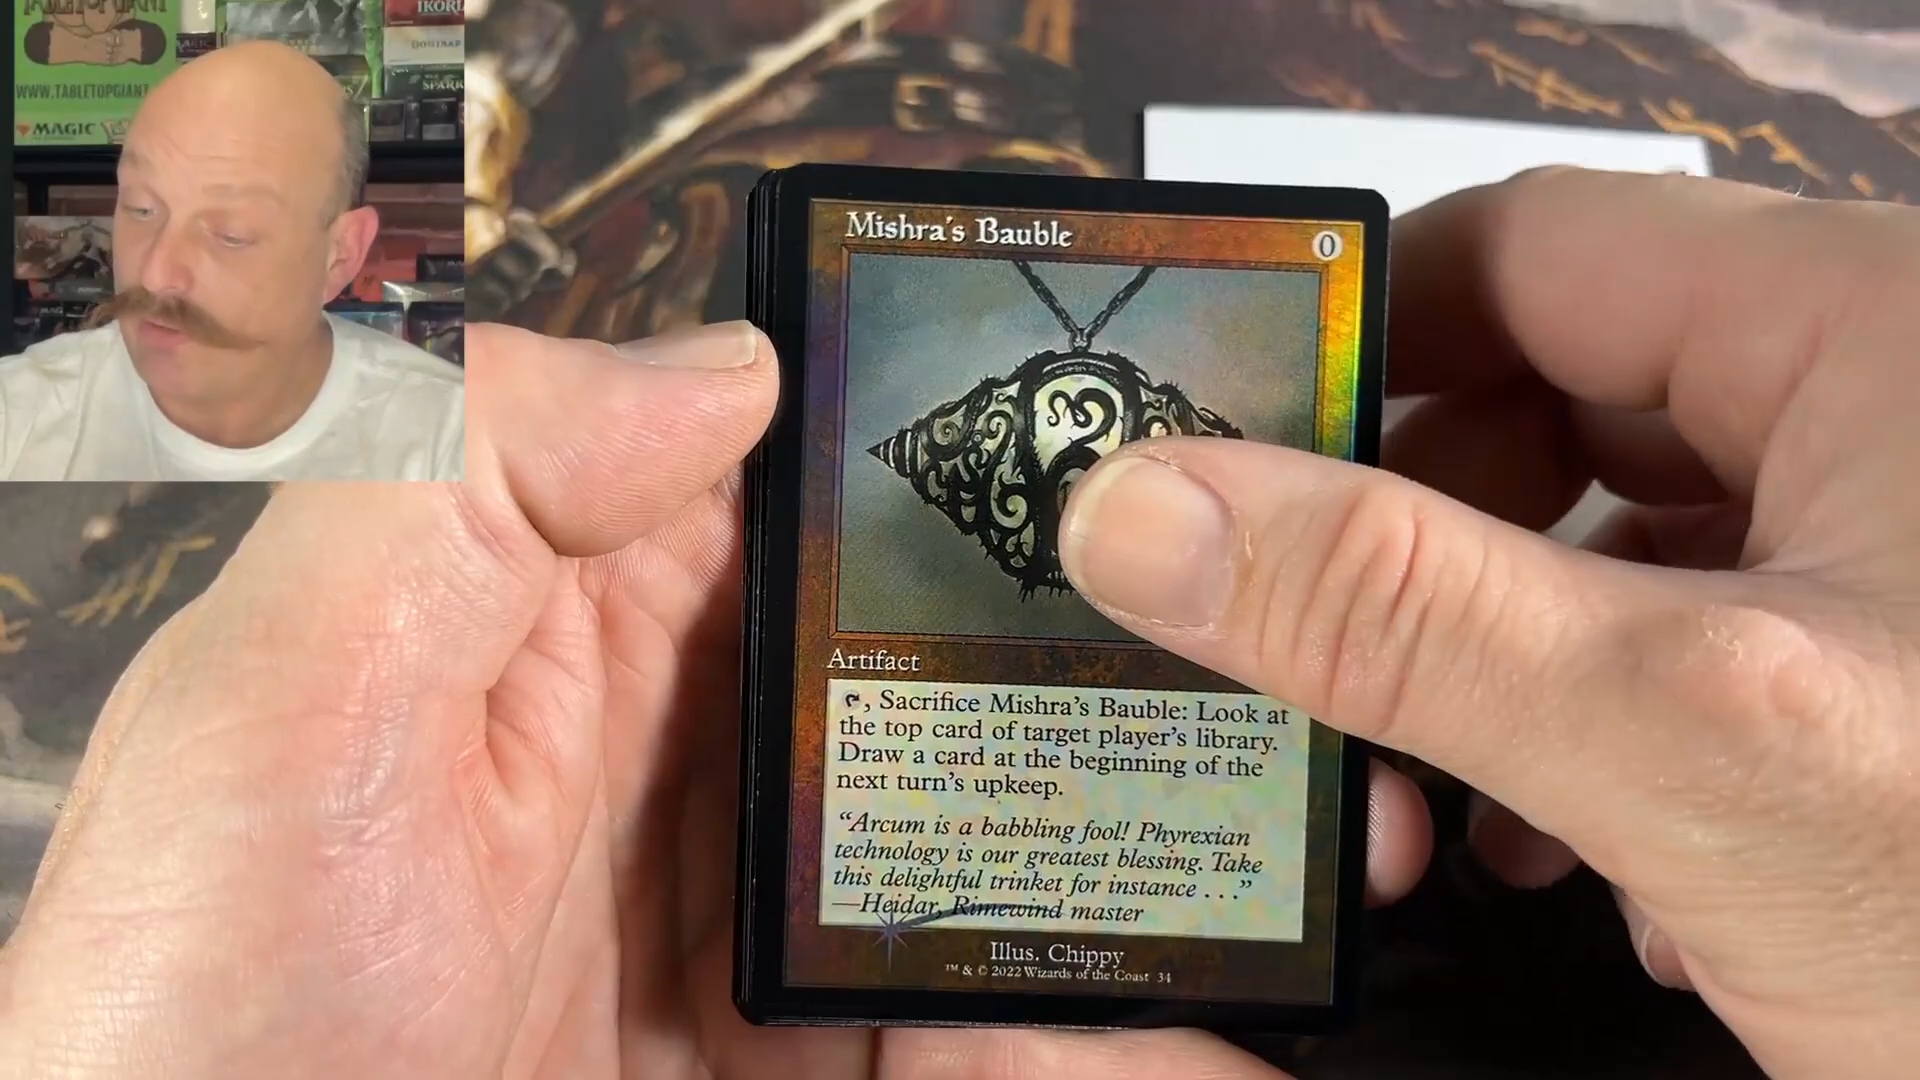 TABLETOPGIANT
WWW.TABLETOPGIANT
MAGIC
IKORIA
SPARK
Mishra's Bauble
0
Artifact
, Sacrifice Mishra's Bauble: Look at
the top card of target player's library.
Draw a card at the beginning of the
next turn's upkeep.
“Arcum is a babbling fool! Phyrexian
technology is our greatest blessing. Take
this delightful trinket for instance . . .”
—Heidar, Rimewind master
Illus. Chippy
™ & © 2022 Wizards of the Coast 34